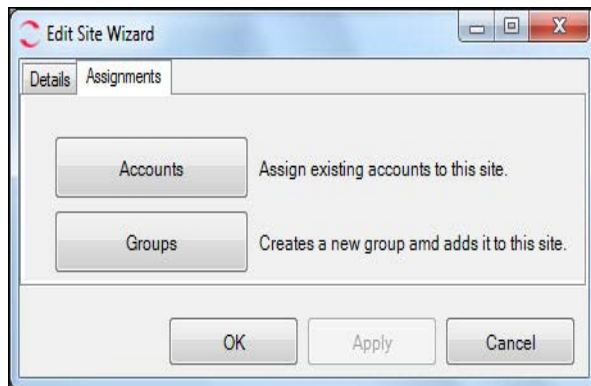 Edit Site Wizard
Details Assignments
Accounts Assign existing accounts to this site.
Groups Creates a new group amd adds it to this site.
OK Apply Cancel